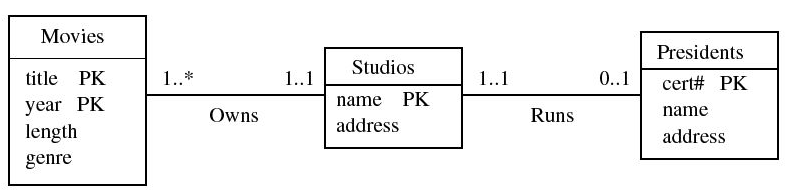 Movies
title PK
year PK
length
genre
1..*
1..1
Owns
Studios
name PK
address
1..1
0..1
Runs
Presidents
cert# PK
name
address